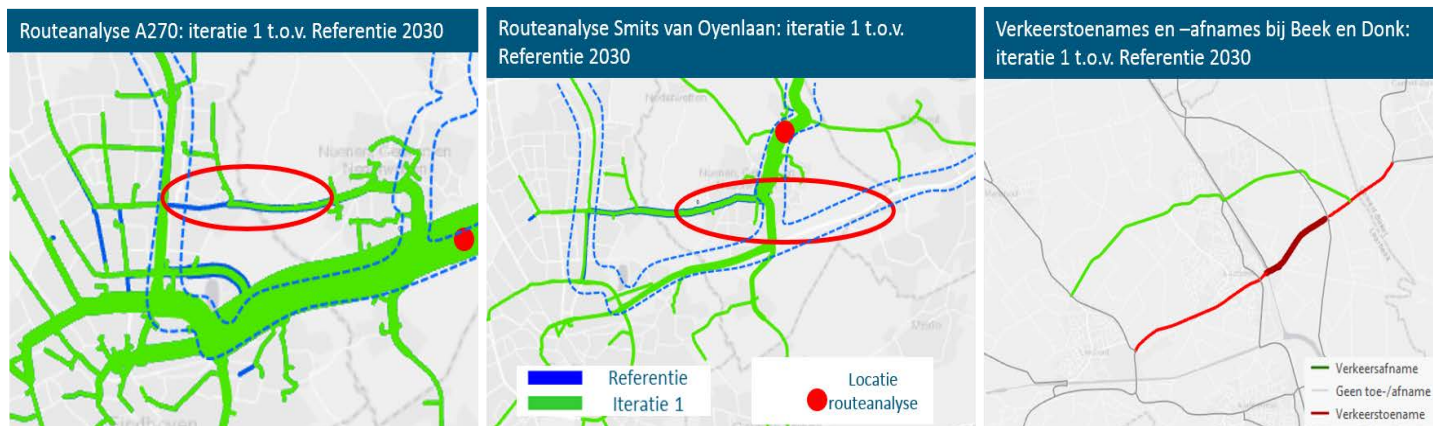 Routeanalyse A270: iteratie 1 t.o.v. Referentie 2030
Routeanalyse Smits van Oyenlaan: iteratie 1 t.o.v.
Referentie 2030
Verkeerstoenames en –afnames bij Beek en Donk:
iteratie 1 t.o.v. Referentie 2030
Referentie
Iteratie 1
Locatie
routeanalyse
Verkeersafname
Geen toe-/afname
Verkeerstoename